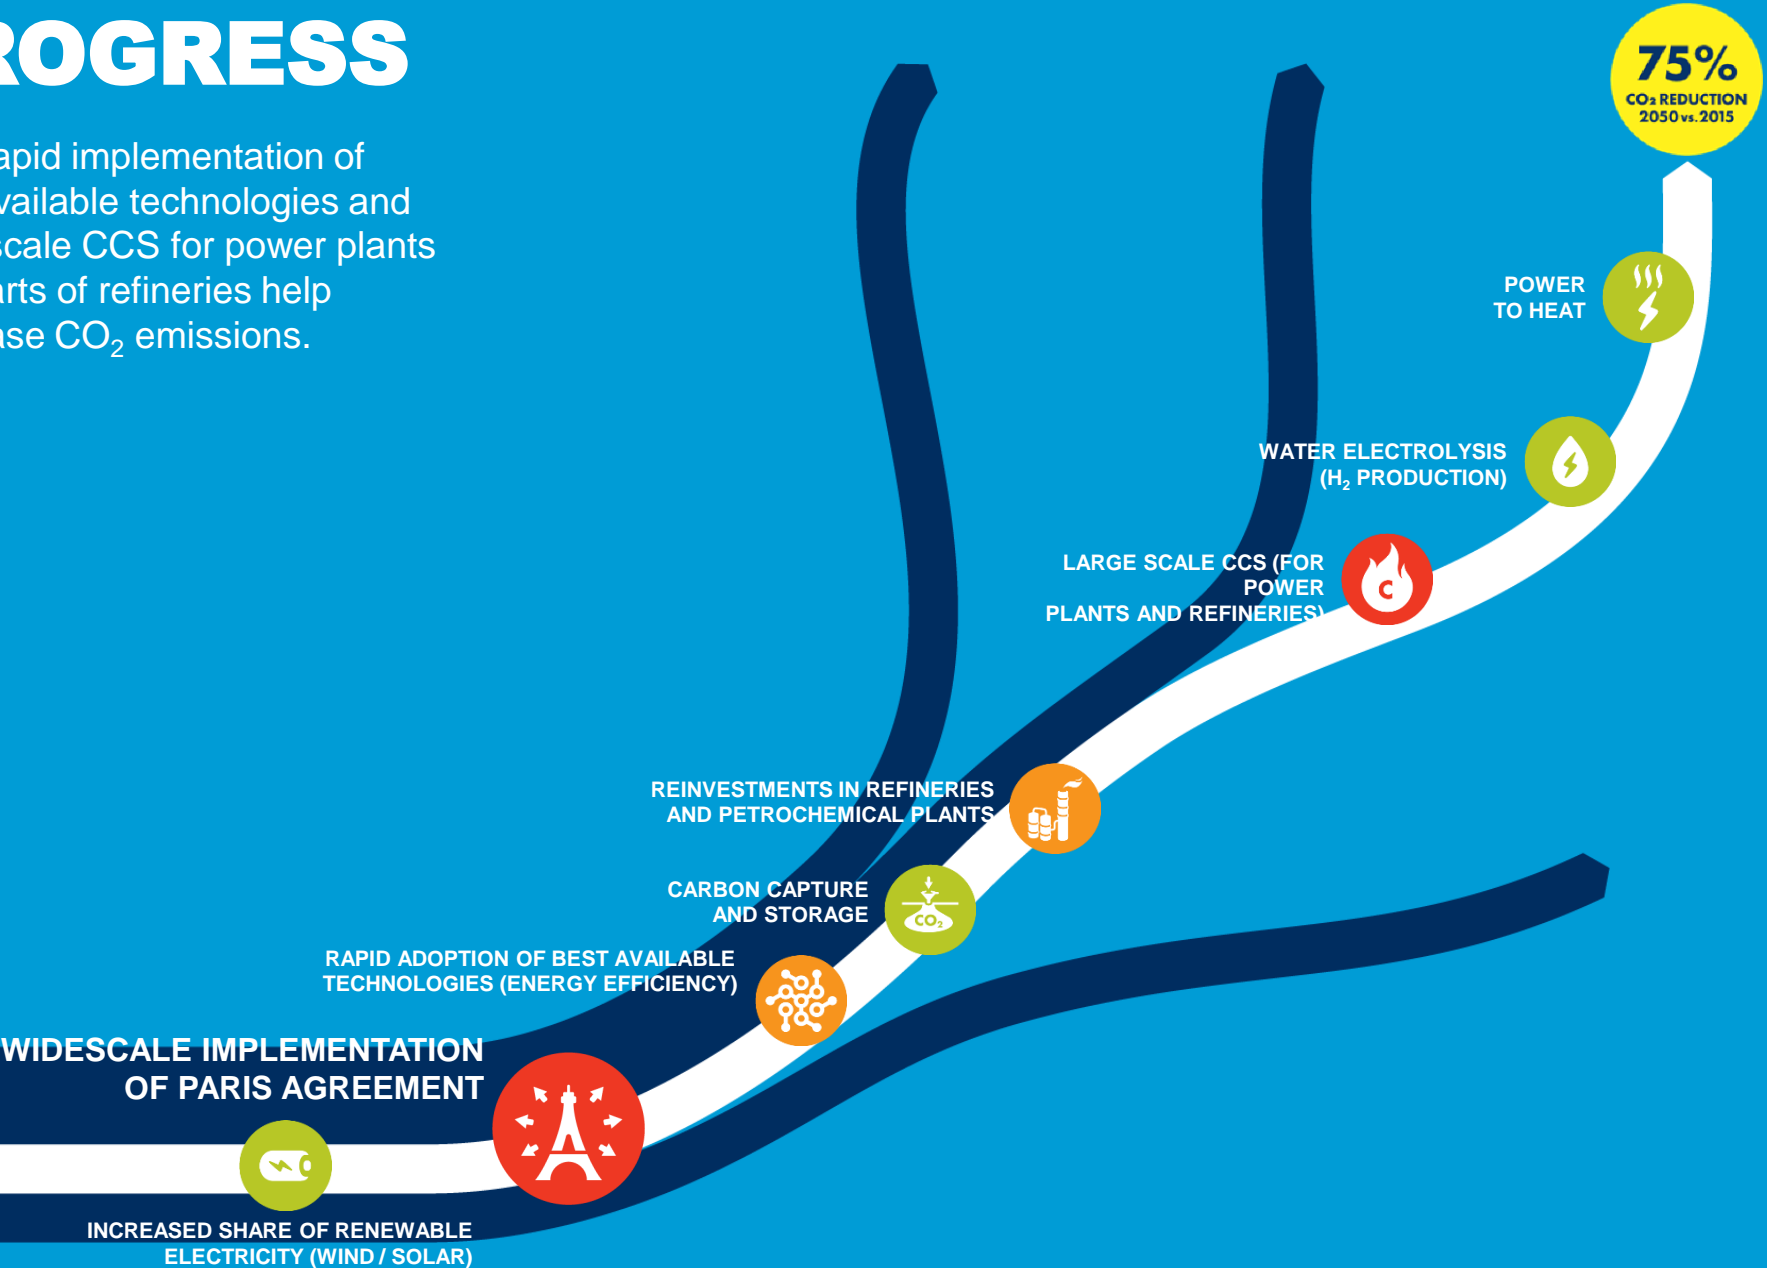 ROGRESS
apid implementation of
vailable technologies and
scale CCS for power plants
arts of refineries help
ase CO₂ emissions.
75%
CO₂ REDUCTION
2050 vs. 2015
POWER
TO HEAT
WATER ELECTROLYSIS
(H₂ PRODUCTION)
LARGE SCALE CCS (FOR
POWER
PLANTS AND REFINERIES)
C
REINVESTMENTS IN REFINERIES
AND PETROCHEMICAL PLANTS
CARBON CAPTURE
AND STORAGE
CO₂
RAPID ADOPTION OF BEST AVAILABLE
TECHNOLOGIES (ENERGY EFFICIENCY)
WIDESCALE IMPLEMENTATION
OF PARIS AGREEMENT
INCREASED SHARE OF RENEWABLE
ELECTRICITY (WIND / SOLAR)